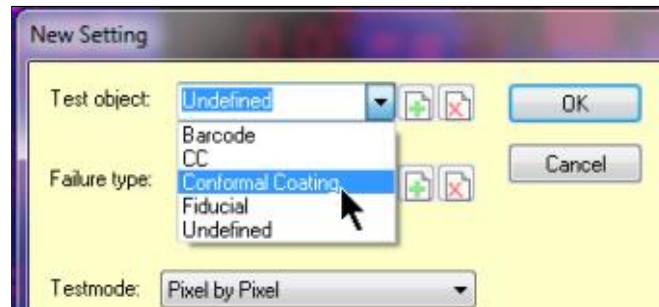 New Setting
Test object: Undefined
OK
Barcode
CC
Failure type: Conformal Coating
Cancel
Fiducial
Undefined
Testmode: Pixel by Pixel